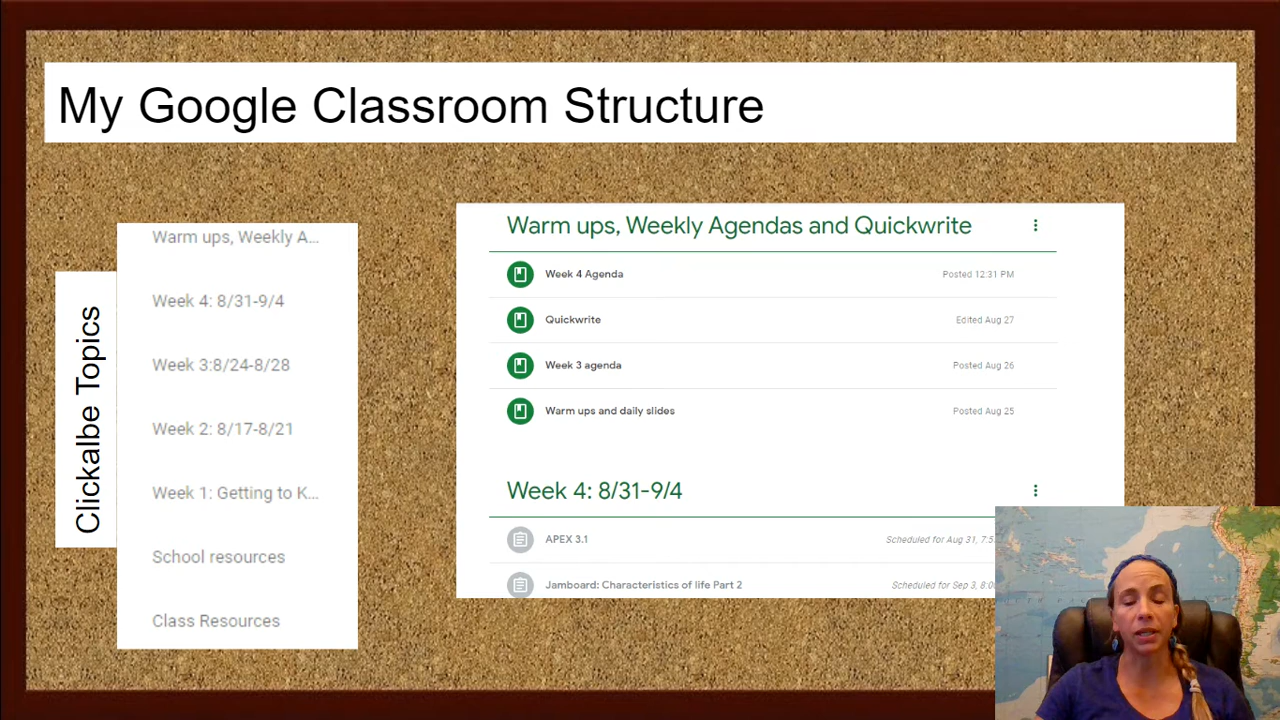 My Google Classroom Structure
Clickalbe Topics
Warm ups, Weekly A...
Week 4: 8/31-9/4
Week 3:8/24-8/28
Week 2: 8/17-8/21
Week 1: Getting to K...
School resources
Class Resources
Warm ups, Weekly Agendas and Quickwrite
Week 4 Agenda Posted 12:31 PM
Quickwrite Edited Aug 27
Week 3 agenda Posted Aug 26
Warm ups and daily slides Posted Aug 25
Week 4: 8/31-9/4
APEX 3.1 Scheduled for Aug 31, 7:5
Jamboard: Characteristics of life Part 2 Scheduled for Sep 3, 8:0